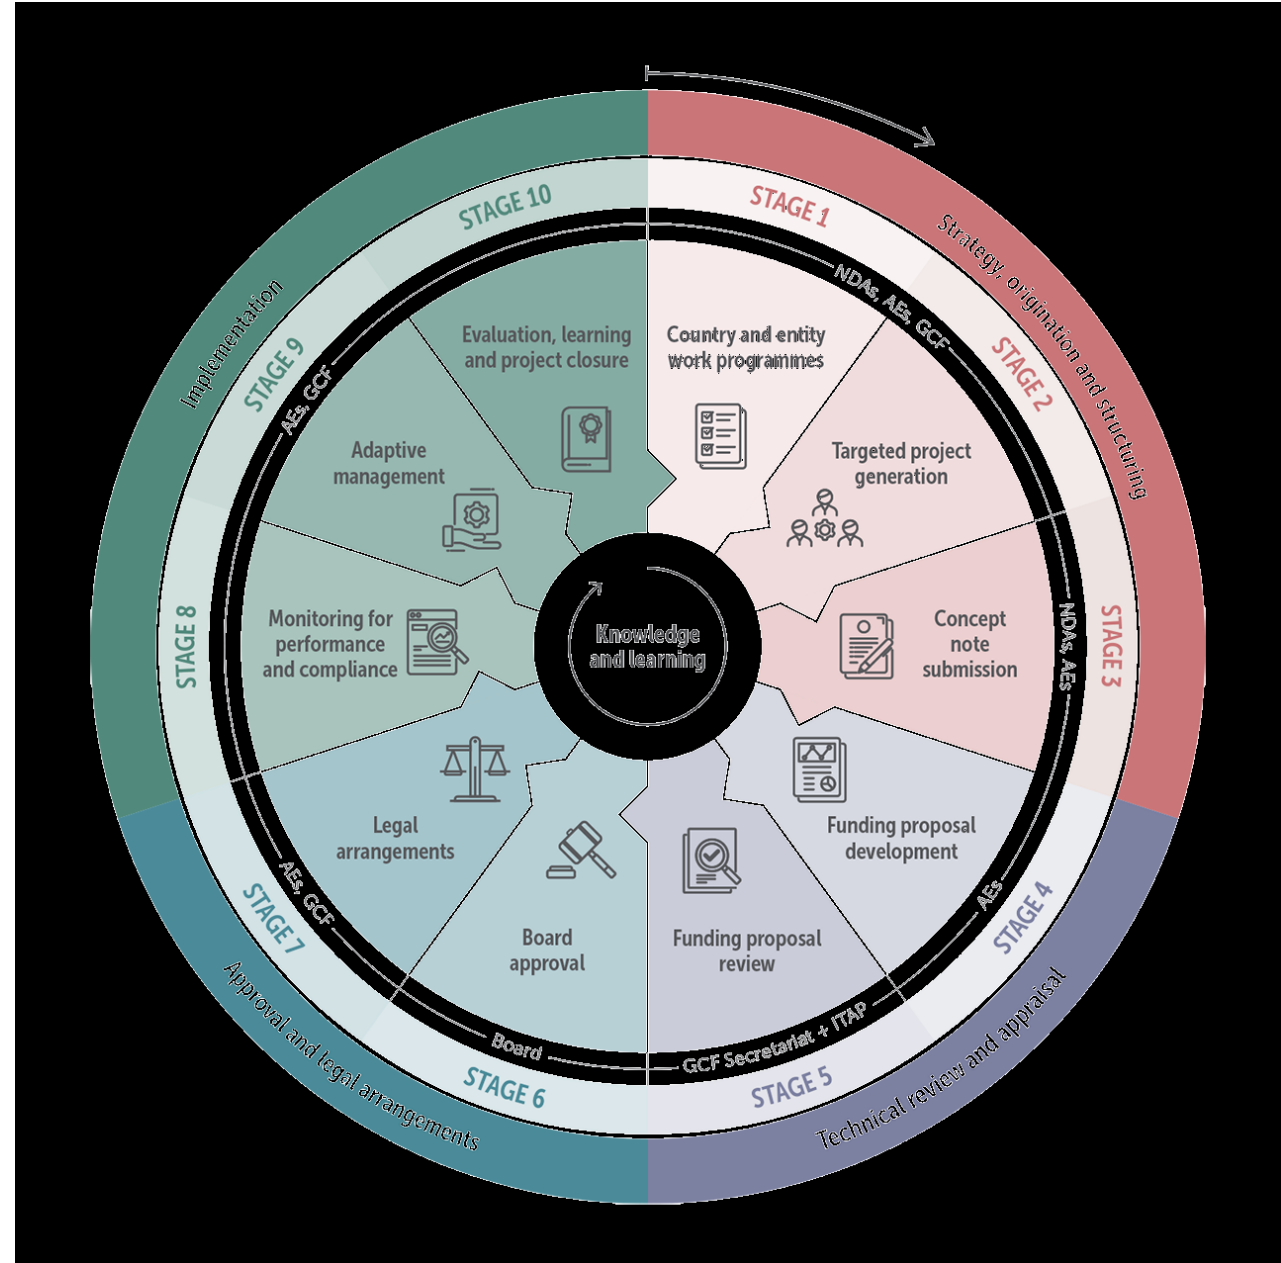 STAGE 1
STAGE 2
STAGE 3
STAGE 4
STAGE 5
STAGE 6
STAGE 7
STAGE 8
STAGE 9
STAGE 10
Strategy, origination and structuring
Technical review and appraisal
Approval and legal arrangements
Implementation
NDAs, AEs, GCF
NDAs, AEs
AEs
GCF Secretariat + ITAP
Board
AEs, GCF
AEs, GCF
Country and entity
work programmes
Targeted project
generation
Concept
note
submission
Funding proposal
development
Funding proposal
review
Board
approval
Legal
arrangements
Monitoring for
performance
and compliance
Adaptive
management
Evaluation, learning
and project closure
Knowledge
and learning